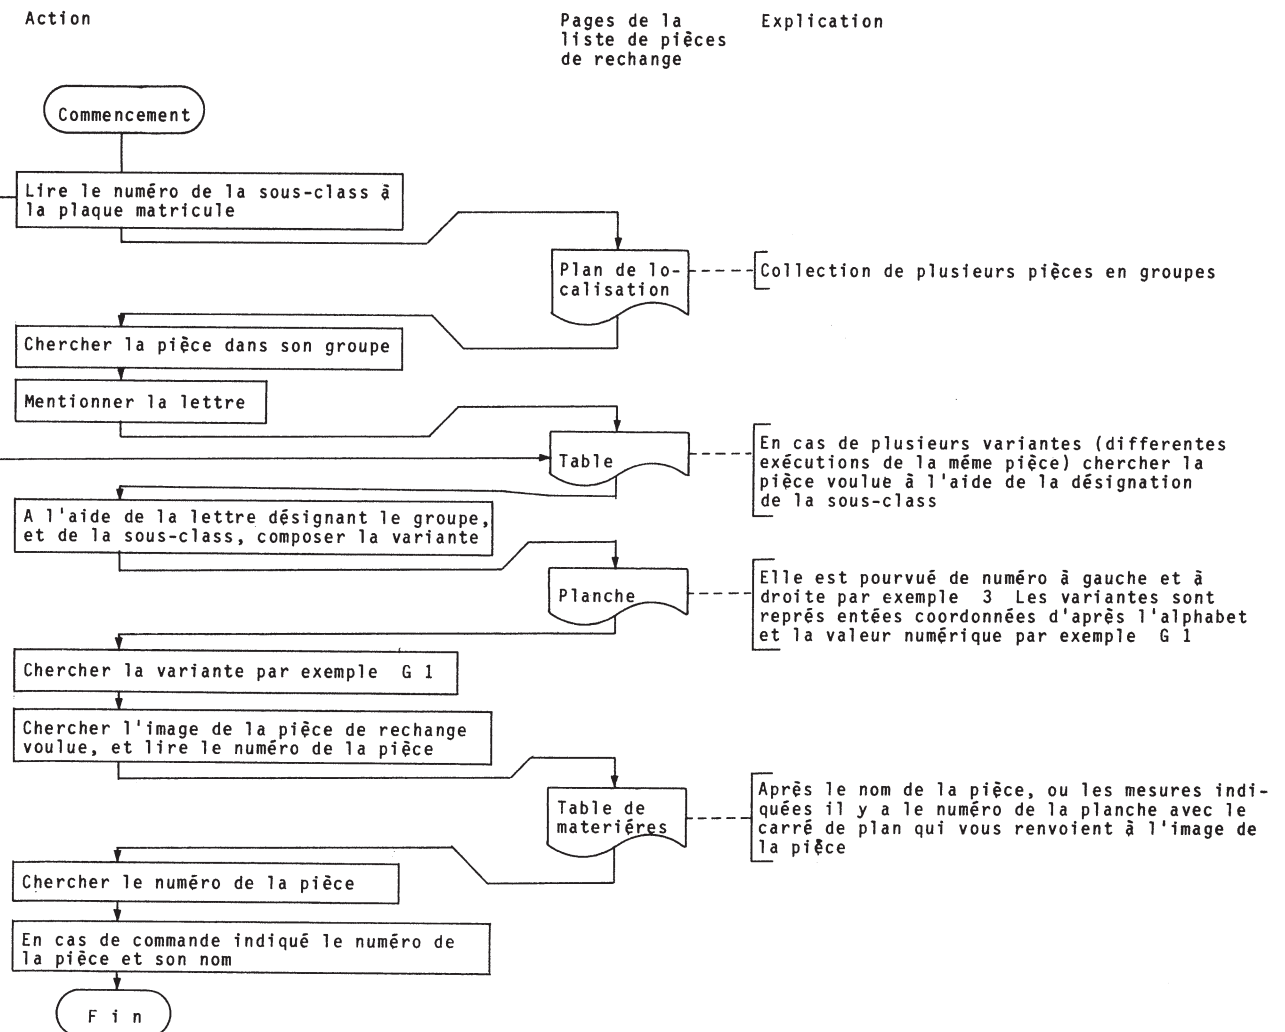 Action
Pages de la
liste de pièces
de rechange
Explication
Commencement
Lire le numéro de la sous-class à
la plaque matricule
Plan de lo-
calisation
Collection de plusieurs pièces en groupes
Chercher la pièce dans son groupe
Mentionner la lettre
Table
En cas de plusieurs variantes (differentes
exécutions de la méme pièce) chercher la
pièce voulue à l'aide de la désignation
de la sous-class
A l'aide de la lettre désignant le groupe,
et de la sous-class, composer la variante
Planche
Elle est pourvué de numéro à gauche et à
droite par exemple 3 Les variantes sont
représ entées coordonnées d'après l'alphabet
et la valeur numérique par exemple G 1
Chercher la variante par exemple G 1
Chercher l'image de la pièce de rechange
voulue, et lire le numéro de la pièce
Table de
materiéres
Après le nom de la pièce, ou les mesures indi-
quées il y a le numéro de la planche avec le
carré de plan qui vous renvoient à l'image de
la pièce
Chercher le numéro de la pièce
En cas de commande indiqué le numéro de
la pièce et son nom
F i n